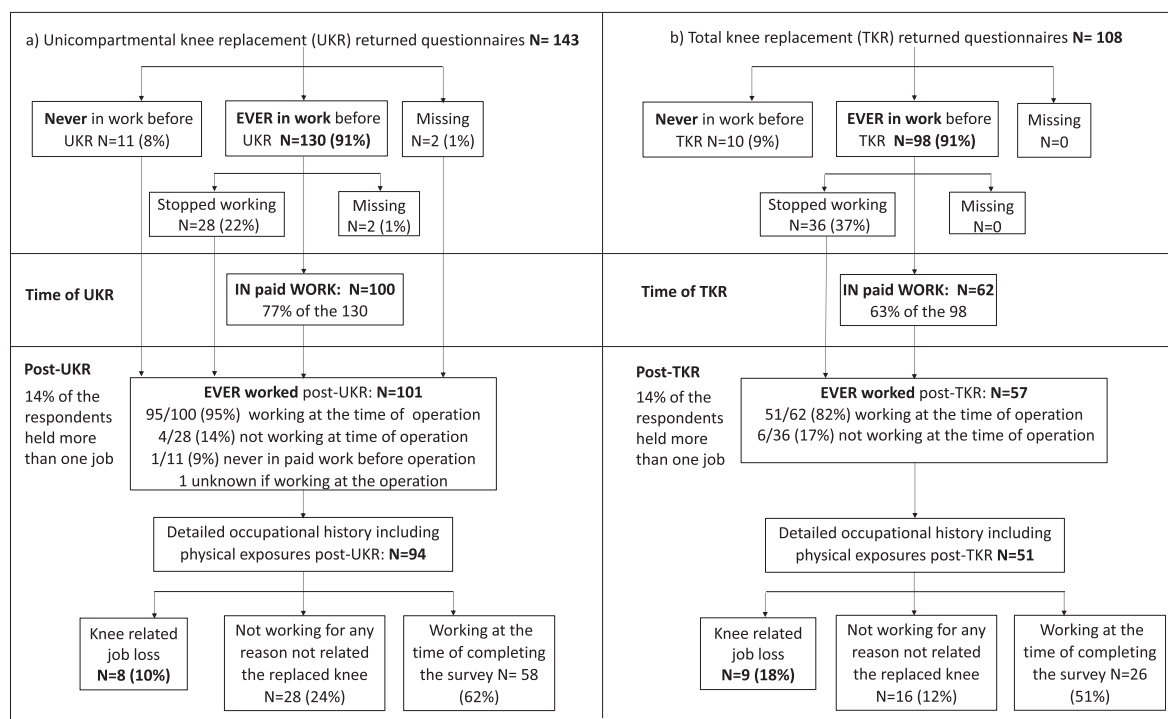 a) Unicompartmental knee replacement (UKR) returned questionnaires N= 143
Never in work before
UKR N=11 (8%)
EVER in work before
UKR N=130 (91%)
Missing
N=2 (1%)
Stopped working
N=28 (22%)
Missing
N=2 (1%)
Time of UKR
IN paid WORK: N=100
77% of the 130
Post-UKR
14% of the
respondents
held more
than one job
EVER worked post-UKR: N=101
95/100 (95%) working at the time of operation
4/28 (14%) not working at time of operation
1/11 (9%) never in paid work before operation
1 unknown if working at the operation
Detailed occupational history including
physical exposures post-UKR: N=94
Knee related
job loss
N=8 (10%)
Not working for any
reason not related
the replaced knee
N=28 (24%)
Working at the
time of completing
the survey N= 58
(62%)
b) Total knee replacement (TKR) returned questionnaires N= 108
Never in work before
TKR N=10 (9%)
EVER in work before
TKR N=98 (91%)
Missing
N=0
Stopped working
N=36 (37%)
Missing
N=0
Time of TKR
IN paid WORK: N=62
63% of the 98
Post-TKR
14% of the
respondents
held more
than one job
EVER worked post-TKR: N=57
51/62 (82%) working at the time of operation
6/36 (17%) not working at the time of operation
Detailed occupational history including
physical exposures post-TKR N=51
Knee related
job loss
N=9 (18%)
Not working for any
reason not related
the replaced knee
N=16 (12%)
Working at the
time of completing
the survey N=26
(51%)